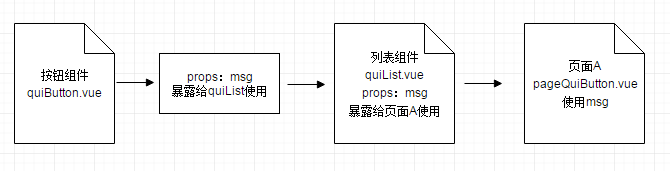 按钮组件
quiButton.vue
props：msg
暴露给quiList使用
列表组件
quiList.vue
props：msg
暴露给页面A使用
页面A
pageQuiButton.vue
使用msg